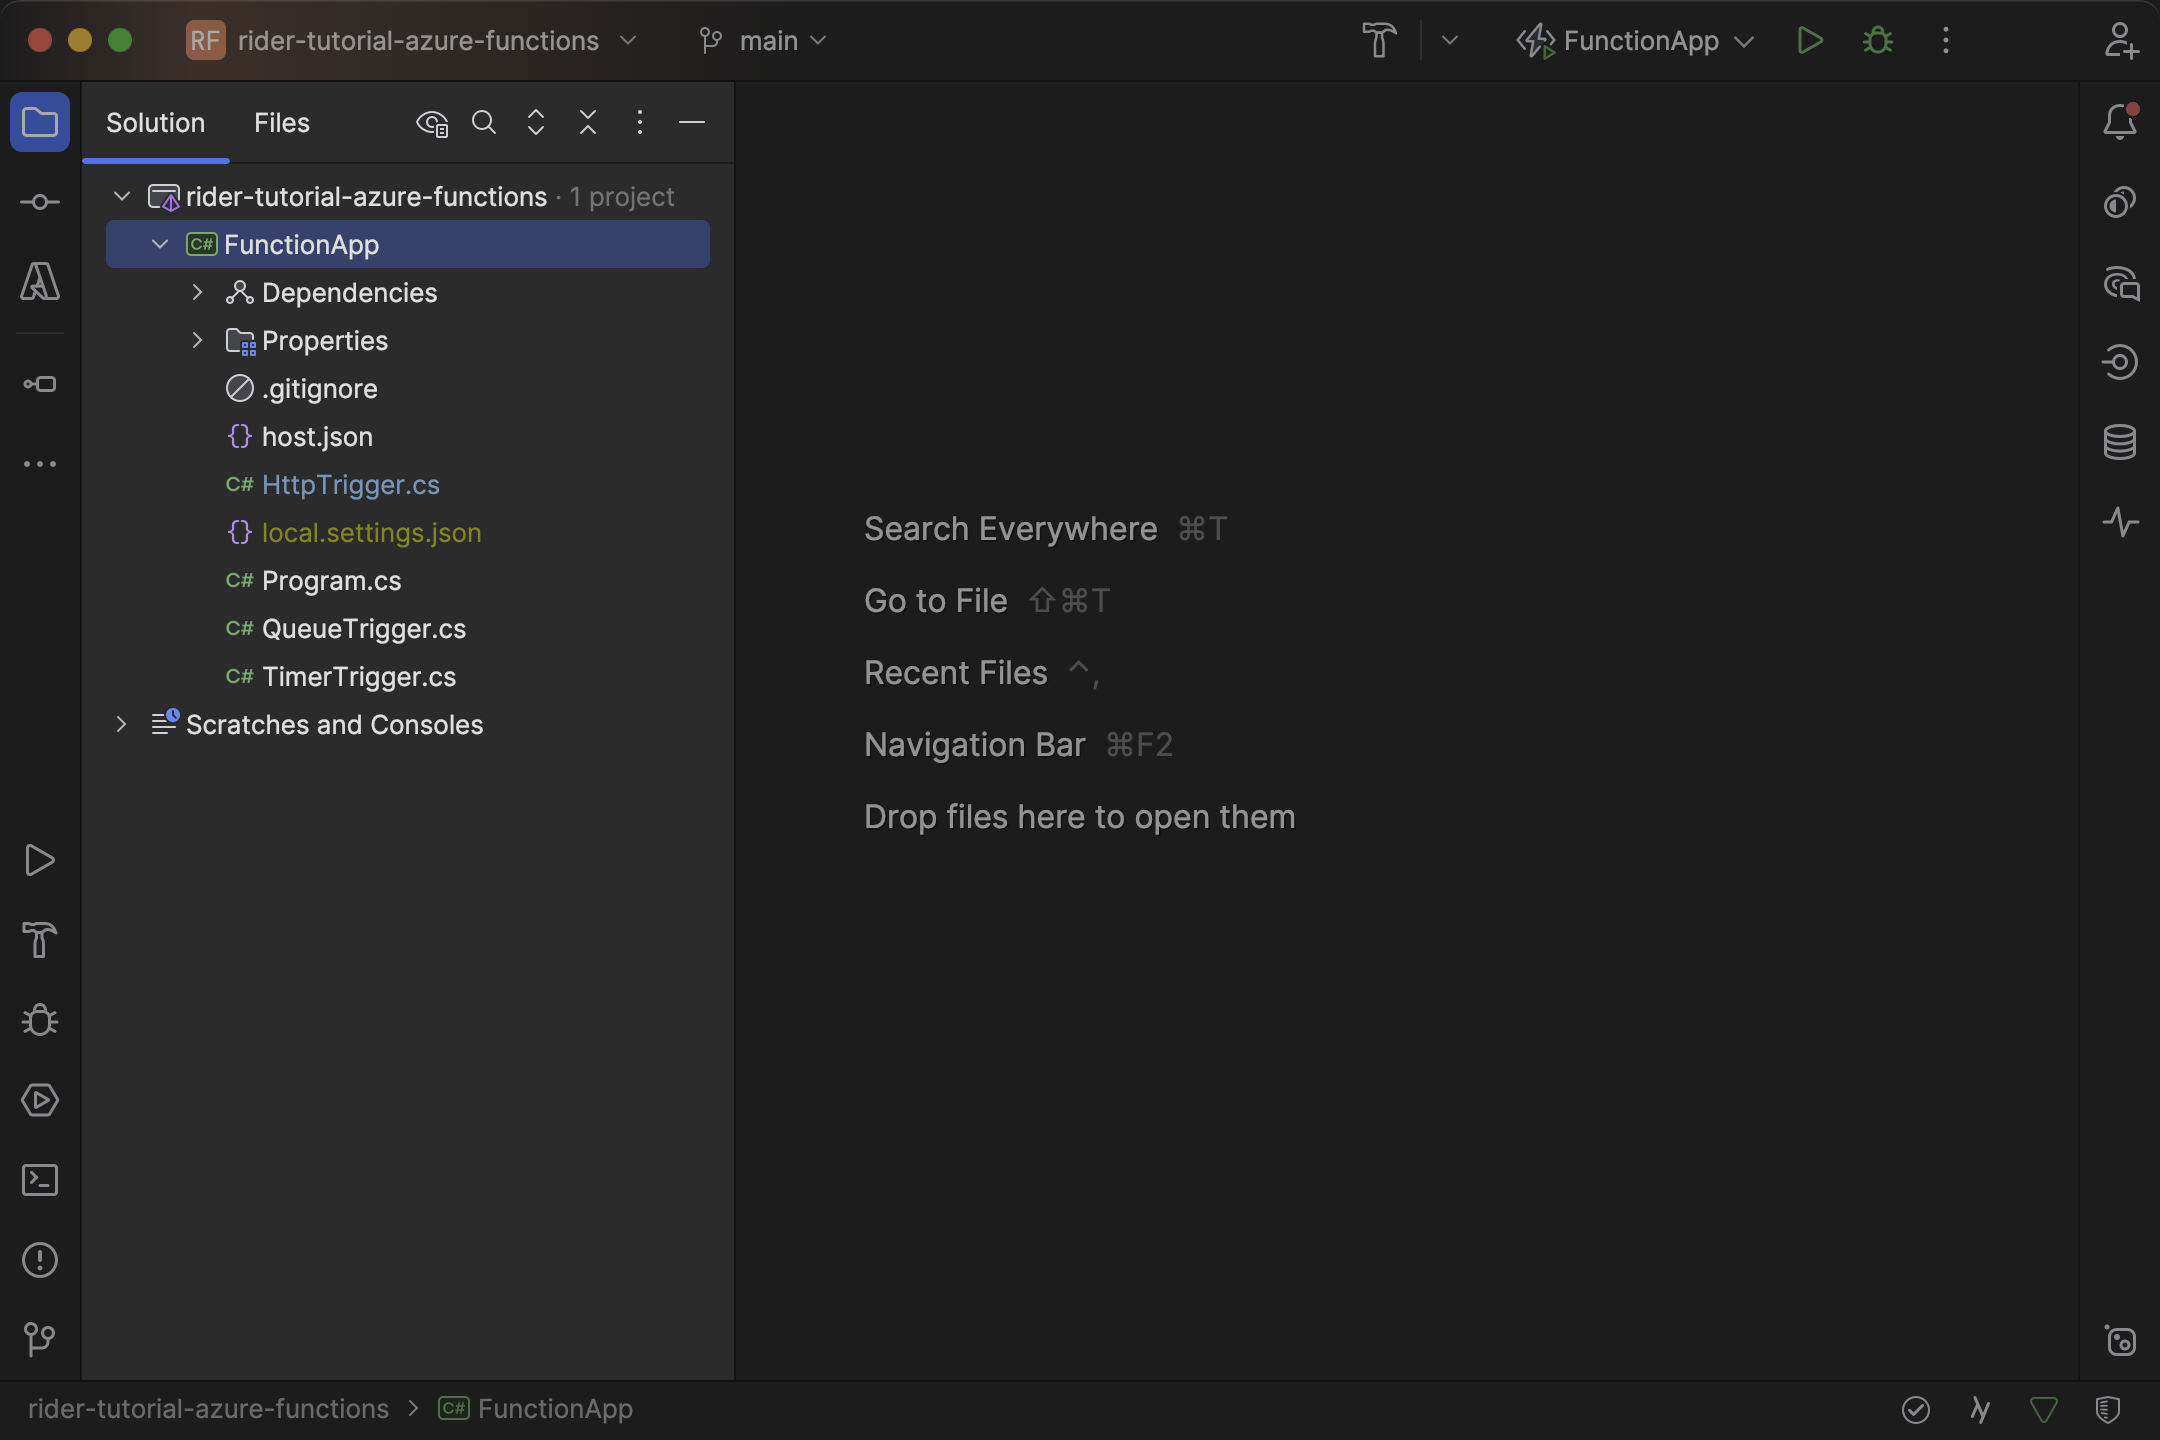 RF rider-tutorial-azure-functions main FunctionApp
Solution Files
rider-tutorial-azure-functions · 1 project
C# FunctionApp
Dependencies
Properties
.gitignore
{} host.json
C# HttpTrigger.cs
{} local.settings.json
C# Program.cs
C# QueueTrigger.cs
C# TimerTrigger.cs
Scratches and Consoles
Search Everywhere ⌘T
Go to File ⇧⌘T
Recent Files ^,
Navigation Bar ⌘F2
Drop files here to open them
rider-tutorial-azure-functions > C# FunctionApp